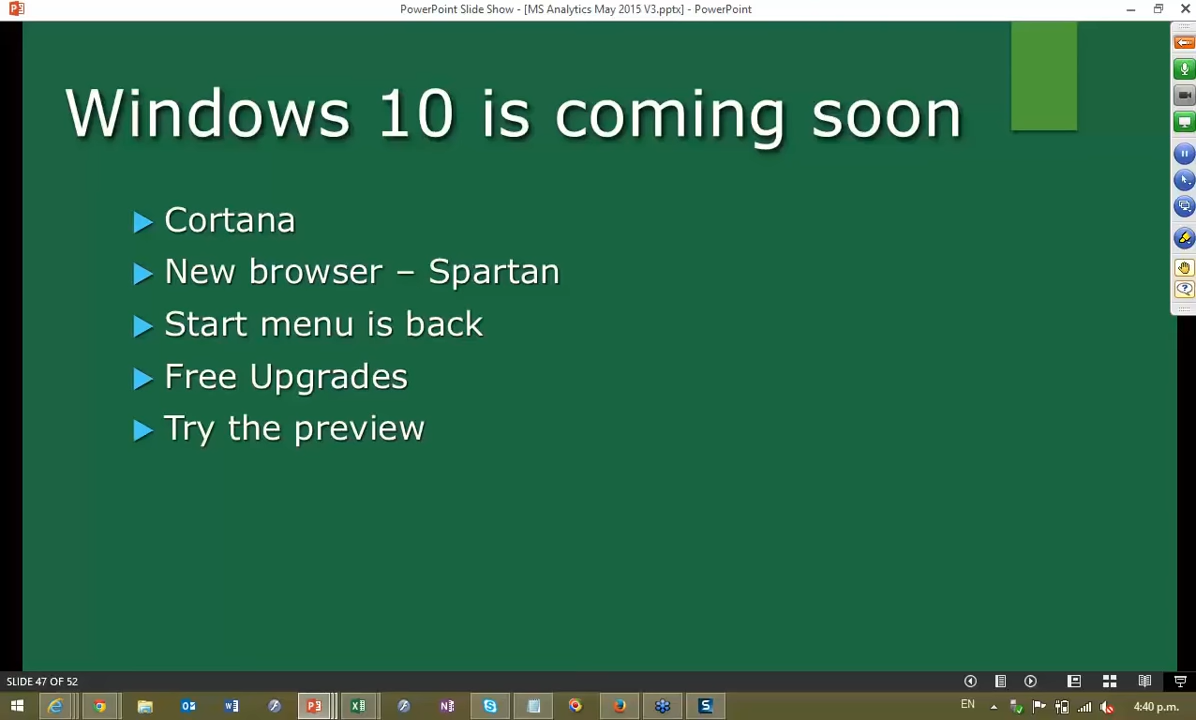 PowerPoint Slide Show - [MS Analytics May 2015 V3.pptx] - PowerPoint
Windows 10 is coming soon
Cortana
New browser – Spartan
Start menu is back
Free Upgrades
Try the preview
SLIDE 47 OF 52
EN
4:40 p.m.